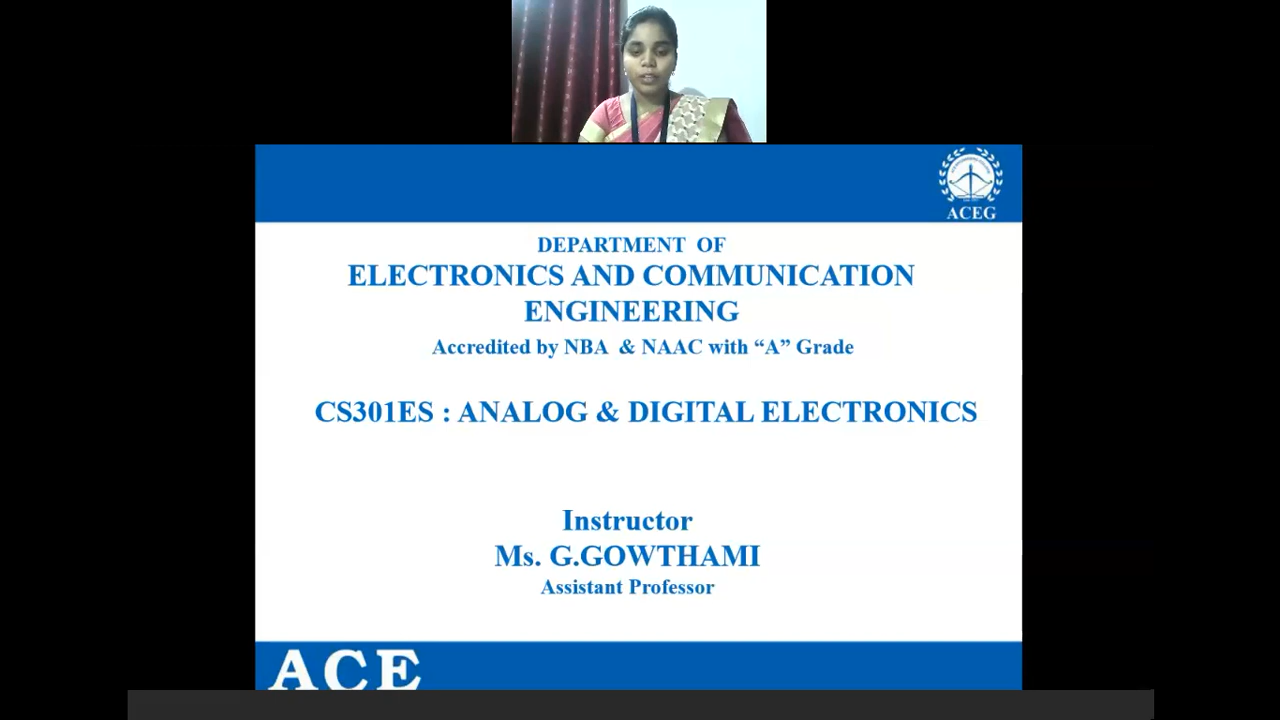 ACEG
DEPARTMENT OF
ELECTRONICS AND COMMUNICATION
ENGINEERING
Accredited by NBA & NAAC with “A” Grade
CS301ES : ANALOG & DIGITAL ELECTRONICS
Instructor
Ms. G.GOWTHAMI
Assistant Professor
ACE